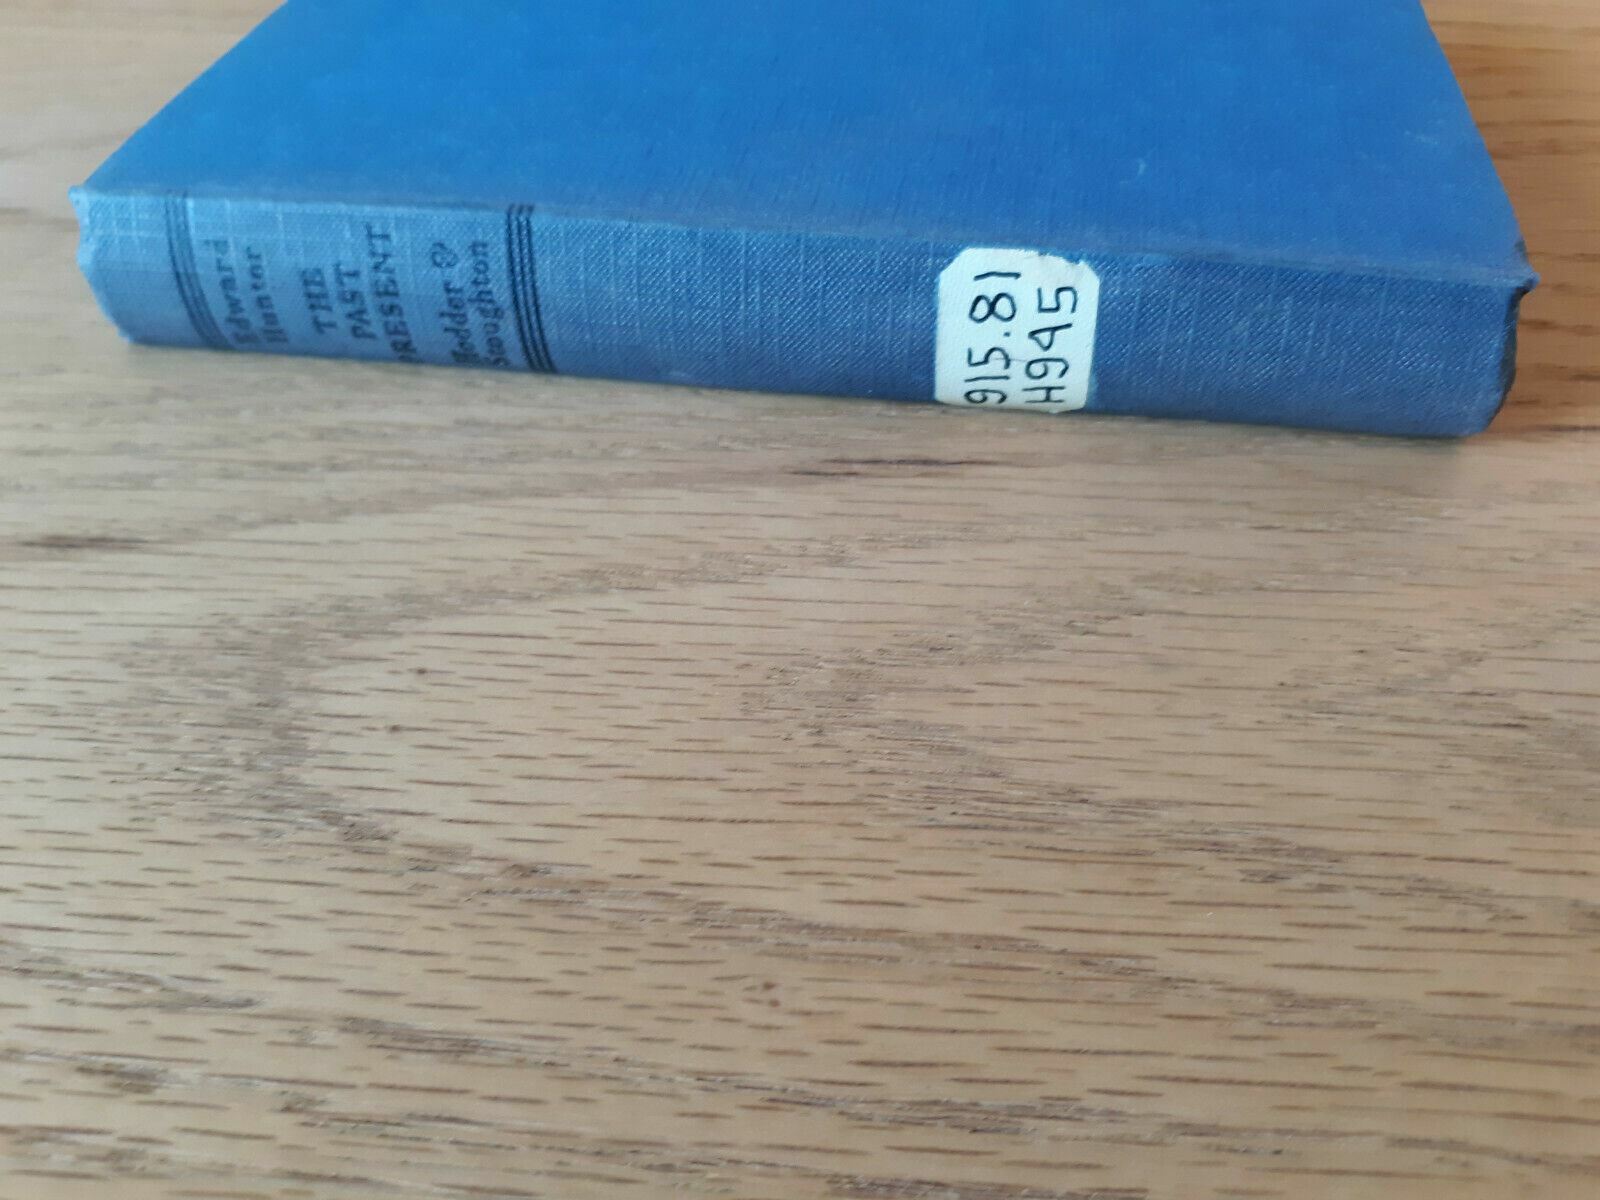 Edward
Hunter
THE
PAST
PRESENT
Hodder &
Stoughton
915.81
H945